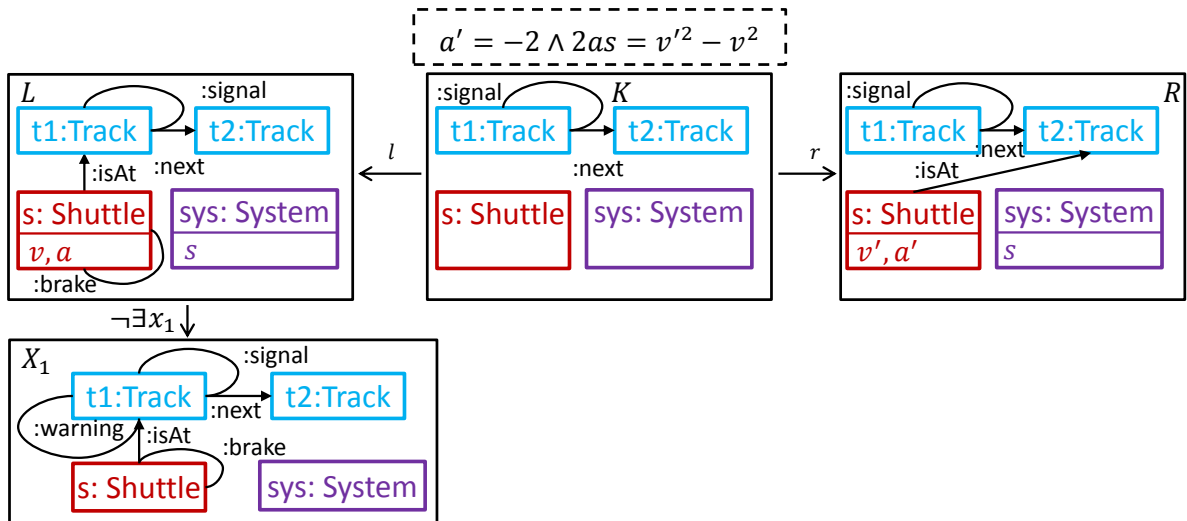 a′ = −2 ∧ 2as = v′² − v²
L
:signal
t1:Track
t2:Track
:next
:isAt
s: Shuttle
v, a
:brake
sys: System
s
l
:signal
K
t1:Track
t2:Track
:next
s: Shuttle
sys: System
r
:signal
R
t1:Track
t2:Track
:next
:isAt
s: Shuttle
v′, a′
sys: System
s
¬∃x₁
X₁
:signal
t1:Track
t2:Track
:next
:warning
:isAt
:brake
s: Shuttle
sys: System